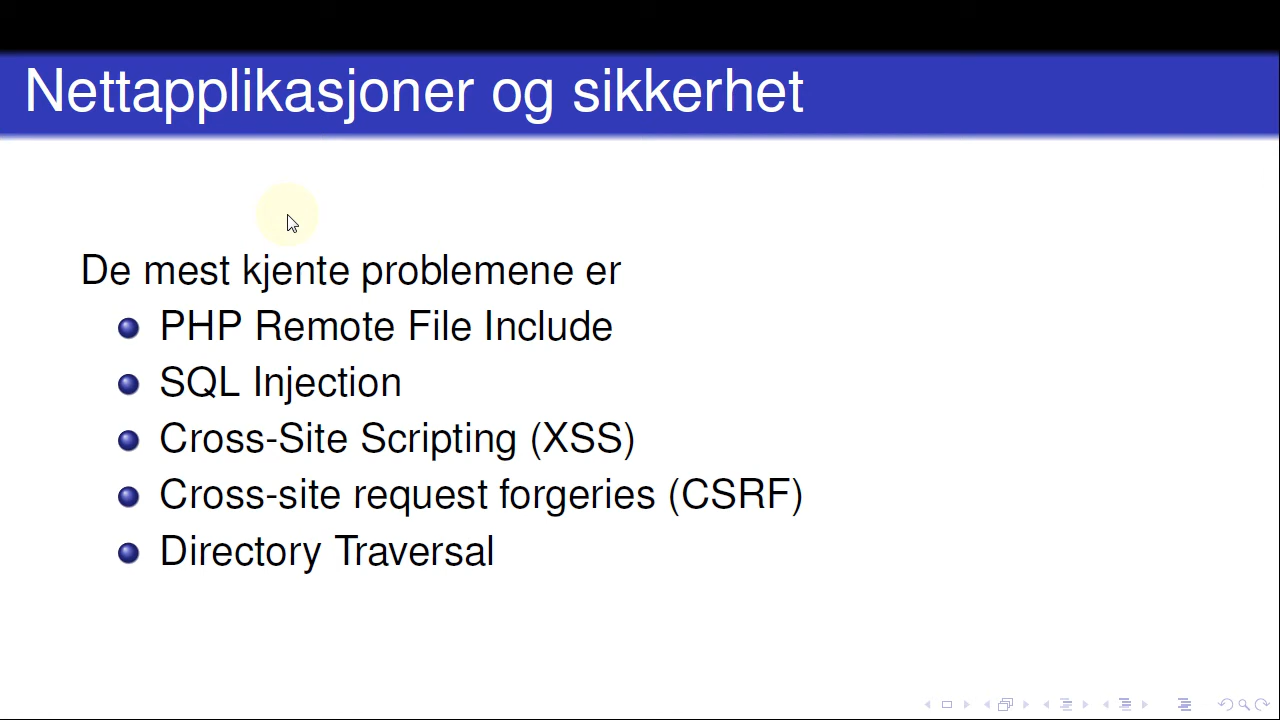 Nettapplikasjoner og sikkerhet
De mest kjente problemene er
PHP Remote File Include
SQL Injection
Cross-Site Scripting (XSS)
Cross-site request forgeries (CSRF)
Directory Traversal